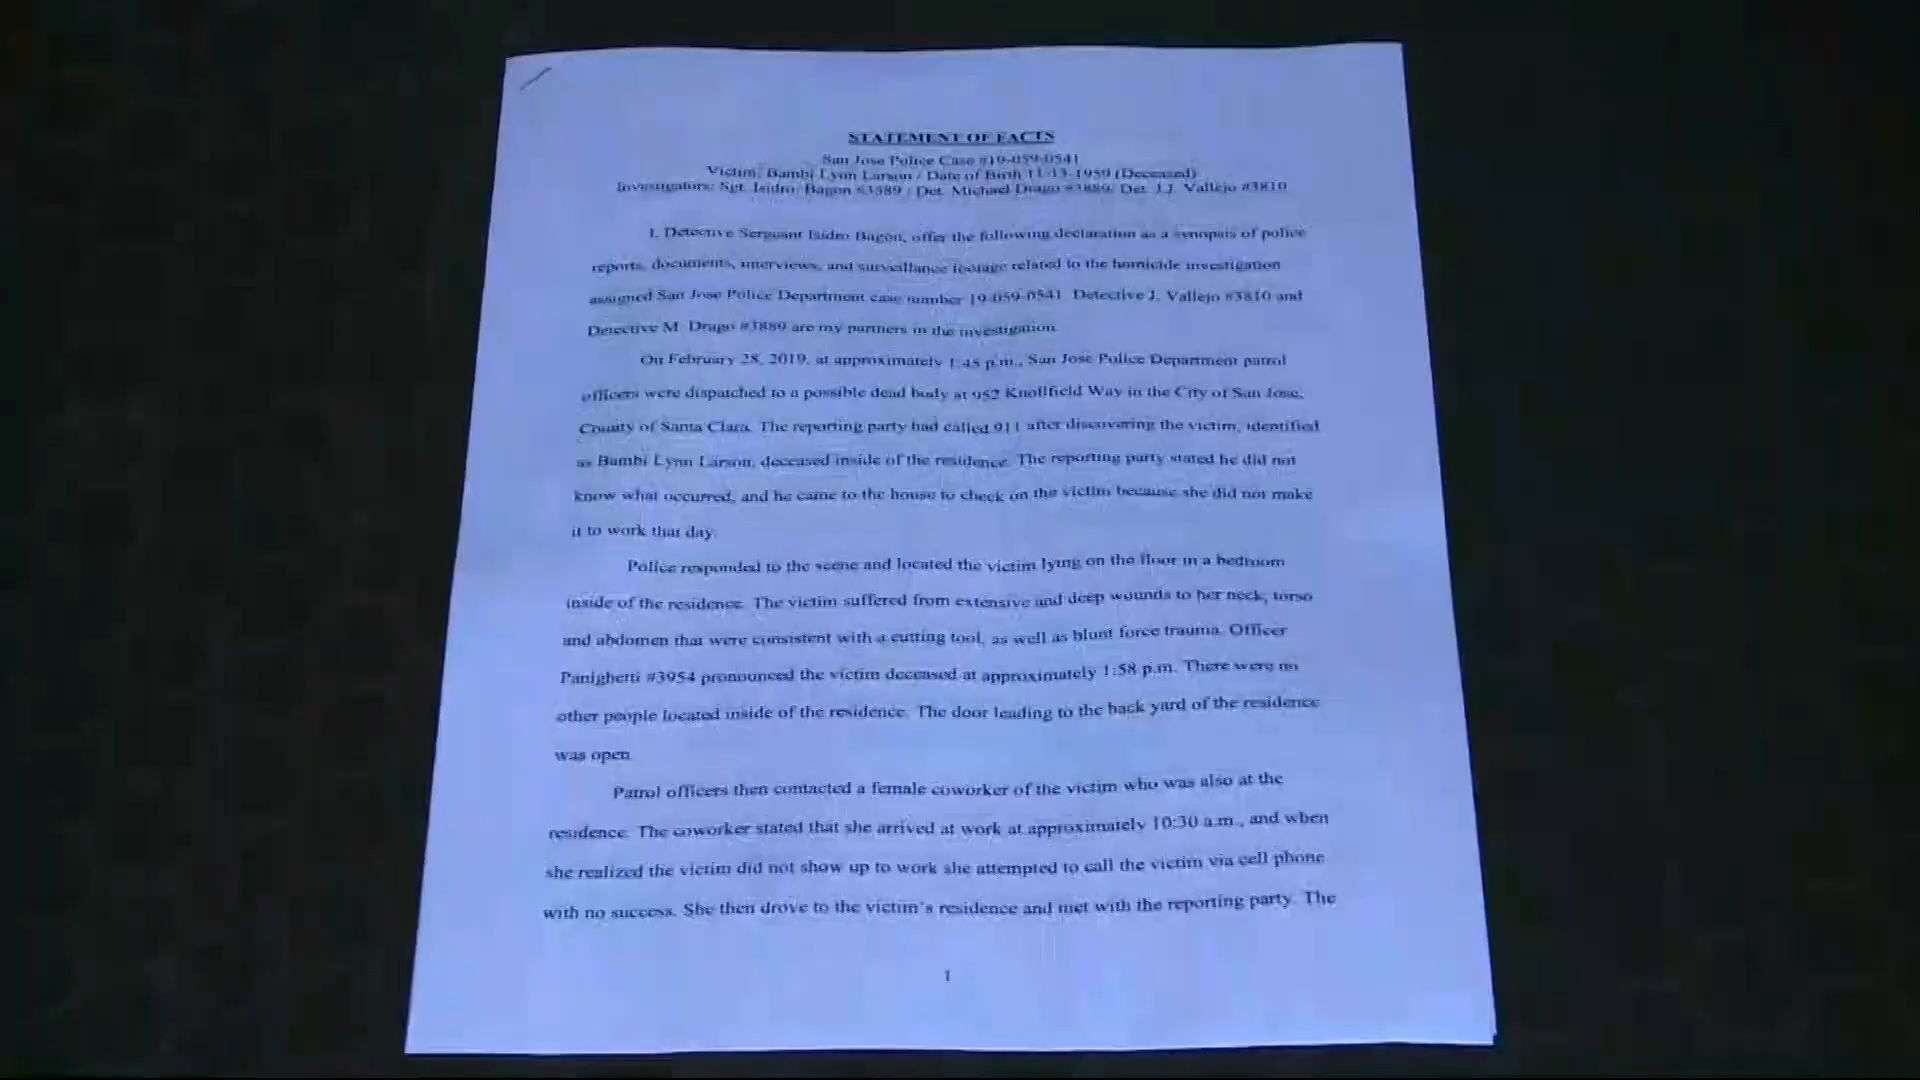 STATEMENT OF FACTS
San Jose Police Case #19-059-0541
Victim: Bambi Lynn Larson / Date of Birth 11-13-1959 (Deceased)
Investigators: Sgt. Isidro Bagon #3589 / Det. Michael Drago #3889/ Det. J.J. Vallejo #3810
I, Detective Sergeant Isidro Bagon, offer the following declaration as a synopsis of police
reports, documents, interviews, and surveillance footage related to the homicide investigation
assigned San Jose Police Department case number 19-059-0541. Detective J. Vallejo #3810 and
Detective M. Drago #3889 are my partners in the investigation.
On February 28, 2019, at approximately 1:45 p.m., San Jose Police Department patrol
officers were dispatched to a possible dead body at 952 Knollfield Way in the City of San Jose,
County of Santa Clara. The reporting party had called 911 after discovering the victim, identified
as Bambi Lynn Larson, deceased inside of the residence. The reporting party stated he did not
know what occurred, and he came to the house to check on the victim because she did not make
it to work that day.
Police responded to the scene and located the victim lying on the floor in a bedroom
inside of the residence. The victim suffered from extensive and deep wounds to her neck, torso
and abdomen that were consistent with a cutting tool, as well as blunt force trauma. Officer
Panighetti #3954 pronounced the victim deceased at approximately 1:58 p.m. There were no
other people located inside of the residence. The door leading to the back yard of the residence
was open.
Patrol officers then contacted a female coworker of the victim who was also at the
residence. The coworker stated that she arrived at work at approximately 10:30 a.m., and when
she realized the victim did not show up to work she attempted to call the victim via cell phone
with no success. She then drove to the victim's residence and met with the reporting party. The
1